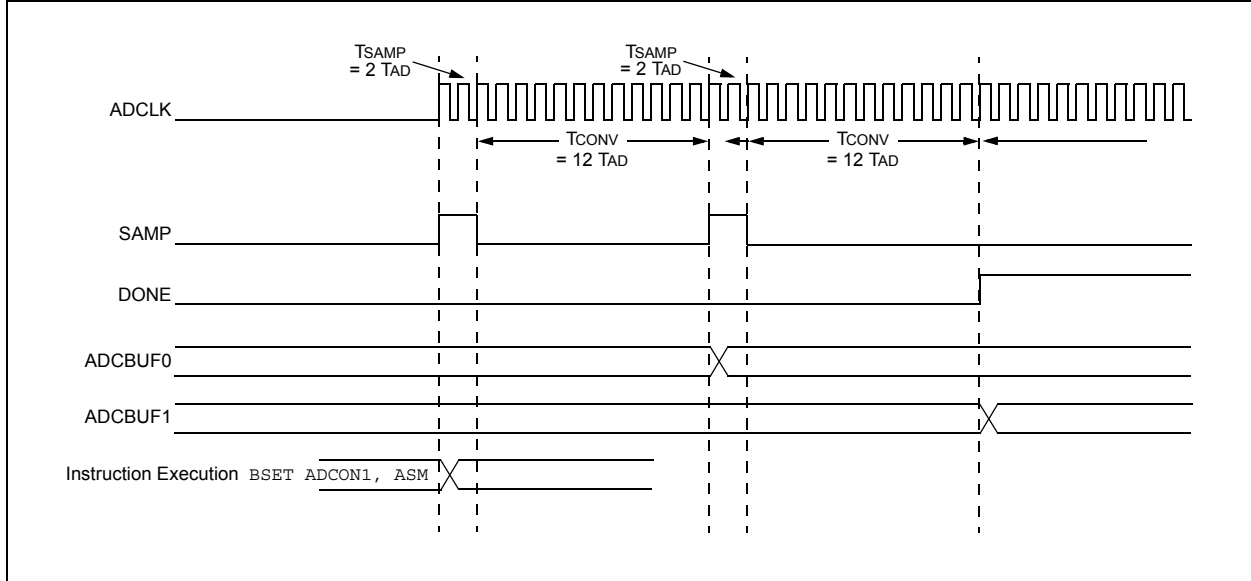 TSAMP
= 2 TAD
TSAMP
= 2 TAD
ADCLK
TCONV
= 12 TAD
TCONV
= 12 TAD
SAMP
DONE
ADCBUF0
ADCBUF1
Instruction Execution BSET ADCON1, ASM